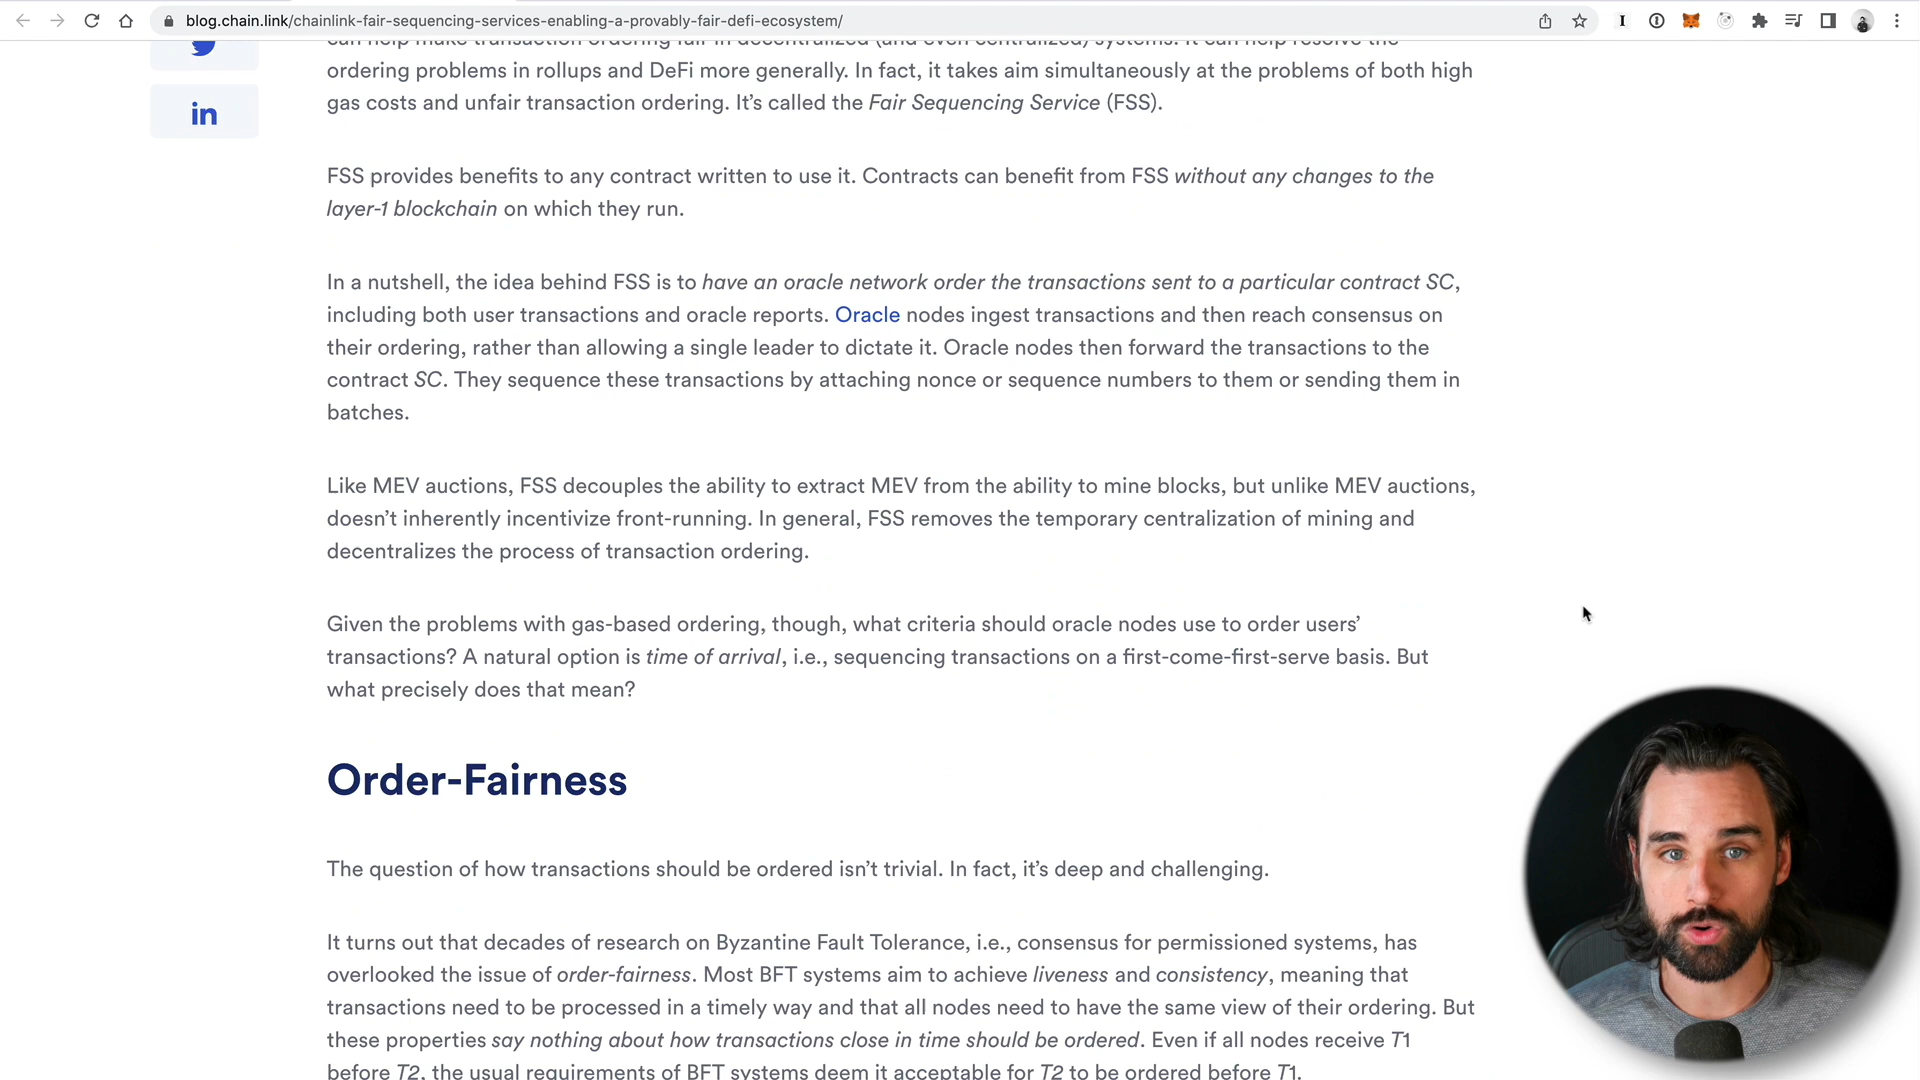 blog.chain.link/chainlink-fair-sequencing-services-enabling-a-provably-fair-defi-ecosystem/
can help make transaction ordering fair in decentralized (and even centralized) systems. It can help resolve the
ordering problems in rollups and DeFi more generally. In fact, it takes aim simultaneously at the problems of both high
in
gas costs and unfair transaction ordering. It’s called the Fair Sequencing Service (FSS).
FSS provides benefits to any contract written to use it. Contracts can benefit from FSS without any changes to the
layer-1 blockchain on which they run.
In a nutshell, the idea behind FSS is to have an oracle network order the transactions sent to a particular contract SC,
including both user transactions and oracle reports. Oracle nodes ingest transactions and then reach consensus on
their ordering, rather than allowing a single leader to dictate it. Oracle nodes then forward the transactions to the
contract SC. They sequence these transactions by attaching nonce or sequence numbers to them or sending them in
batches.
Like MEV auctions, FSS decouples the ability to extract MEV from the ability to mine blocks, but unlike MEV auctions,
doesn’t inherently incentivize front-running. In general, FSS removes the temporary centralization of mining and
decentralizes the process of transaction ordering.
Given the problems with gas-based ordering, though, what criteria should oracle nodes use to order users’
transactions? A natural option is time of arrival, i.e., sequencing transactions on a first-come-first-serve basis. But
what precisely does that mean?
Order-Fairness
The question of how transactions should be ordered isn’t trivial. In fact, it’s deep and challenging.
It turns out that decades of research on Byzantine Fault Tolerance, i.e., consensus for permissioned systems, has
overlooked the issue of order-fairness. Most BFT systems aim to achieve liveness and consistency, meaning that
transactions need to be processed in a timely way and that all nodes need to have the same view of their ordering. But
these properties say nothing about how transactions close in time should be ordered. Even if all nodes receive T1
before T2, the usual requirements of BFT systems deem it acceptable for T2 to be ordered before T1.